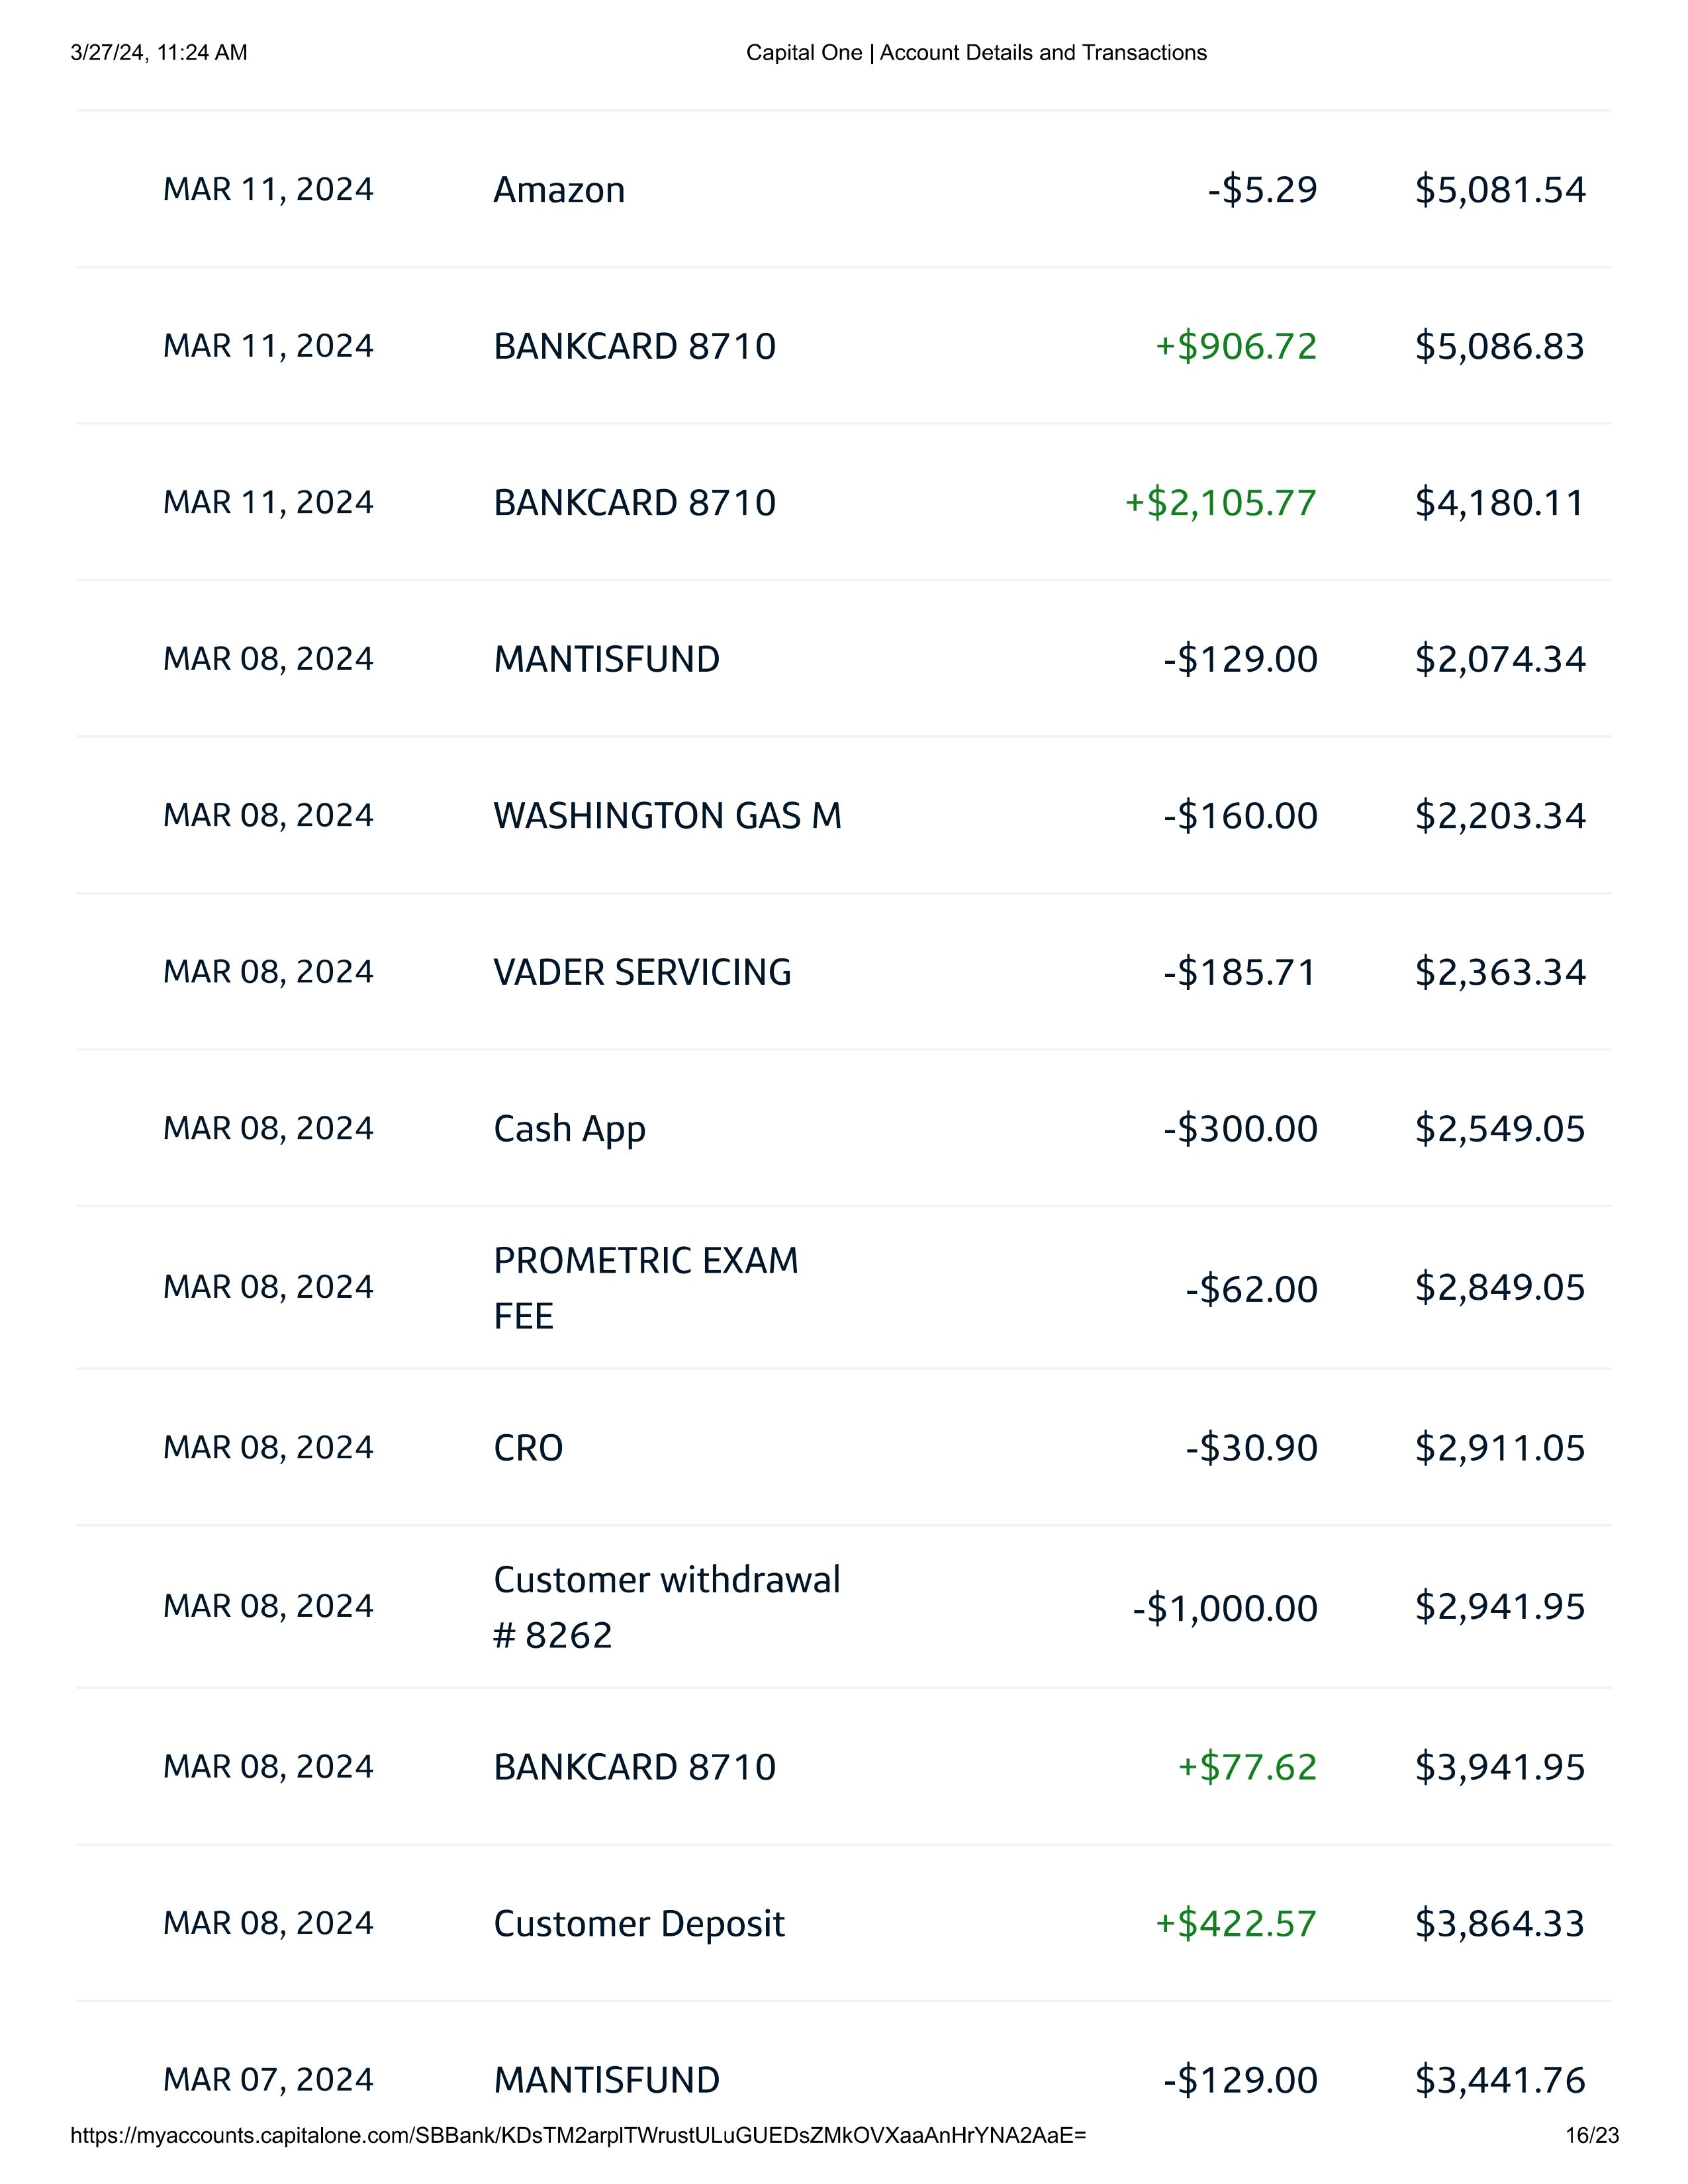 3/27/24, 11:24 AM Capital One | Account Details and Transactions
MAR 11, 2024 Amazon -$5.29 $5,081.54
MAR 11, 2024 BANKCARD 8710 +$906.72 $5,086.83
MAR 11, 2024 BANKCARD 8710 +$2,105.77 $4,180.11
MAR 08, 2024 MANTISFUND -$129.00 $2,074.34
MAR 08, 2024 WASHINGTON GAS M -$160.00 $2,203.34
MAR 08, 2024 VADER SERVICING -$185.71 $2,363.34
MAR 08, 2024 Cash App -$300.00 $2,549.05
MAR 08, 2024 PROMETRIC EXAM
FEE -$62.00 $2,849.05
MAR 08, 2024 CRO -$30.90 $2,911.05
MAR 08, 2024 Customer withdrawal
# 8262 -$1,000.00 $2,941.95
MAR 08, 2024 BANKCARD 8710 +$77.62 $3,941.95
MAR 08, 2024 Customer Deposit +$422.57 $3,864.33
MAR 07, 2024 MANTISFUND -$129.00 $3,441.76
https://myaccounts.capitalone.com/SBBank/KDsTM2arplTWrustULuGUEDsZMkOVXaaAnHrYNA2AaE= 16/23